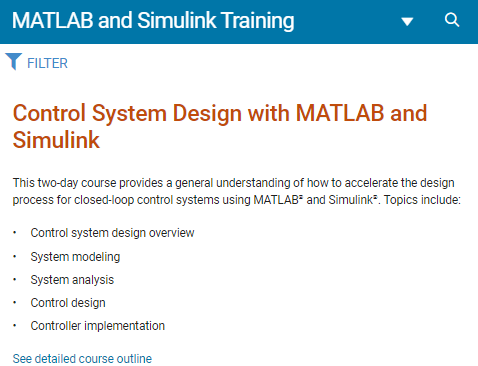 MATLAB and Simulink Training
FILTER
Control System Design with MATLAB and
Simulink
This two-day course provides a general understanding of how to accelerate the design
process for closed-loop control systems using MATLAB® and Simulink®. Topics include:
• Control system design overview
• System modeling
• System analysis
• Control design
• Controller implementation
See detailed course outline